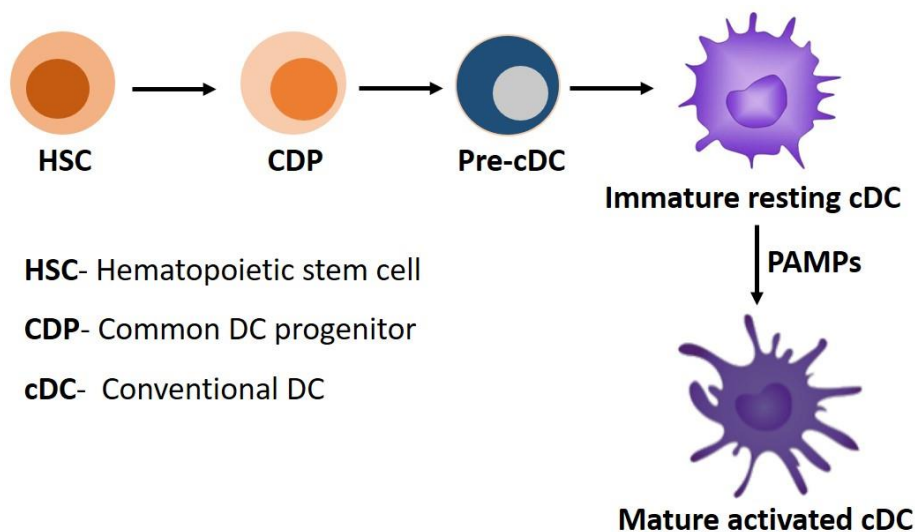 HSC
CDP
Pre-cDC
Immature resting cDC
PAMPs
HSC- Hematopoietic stem cell
CDP- Common DC progenitor
cDC-  Conventional DC
Mature activated cDC